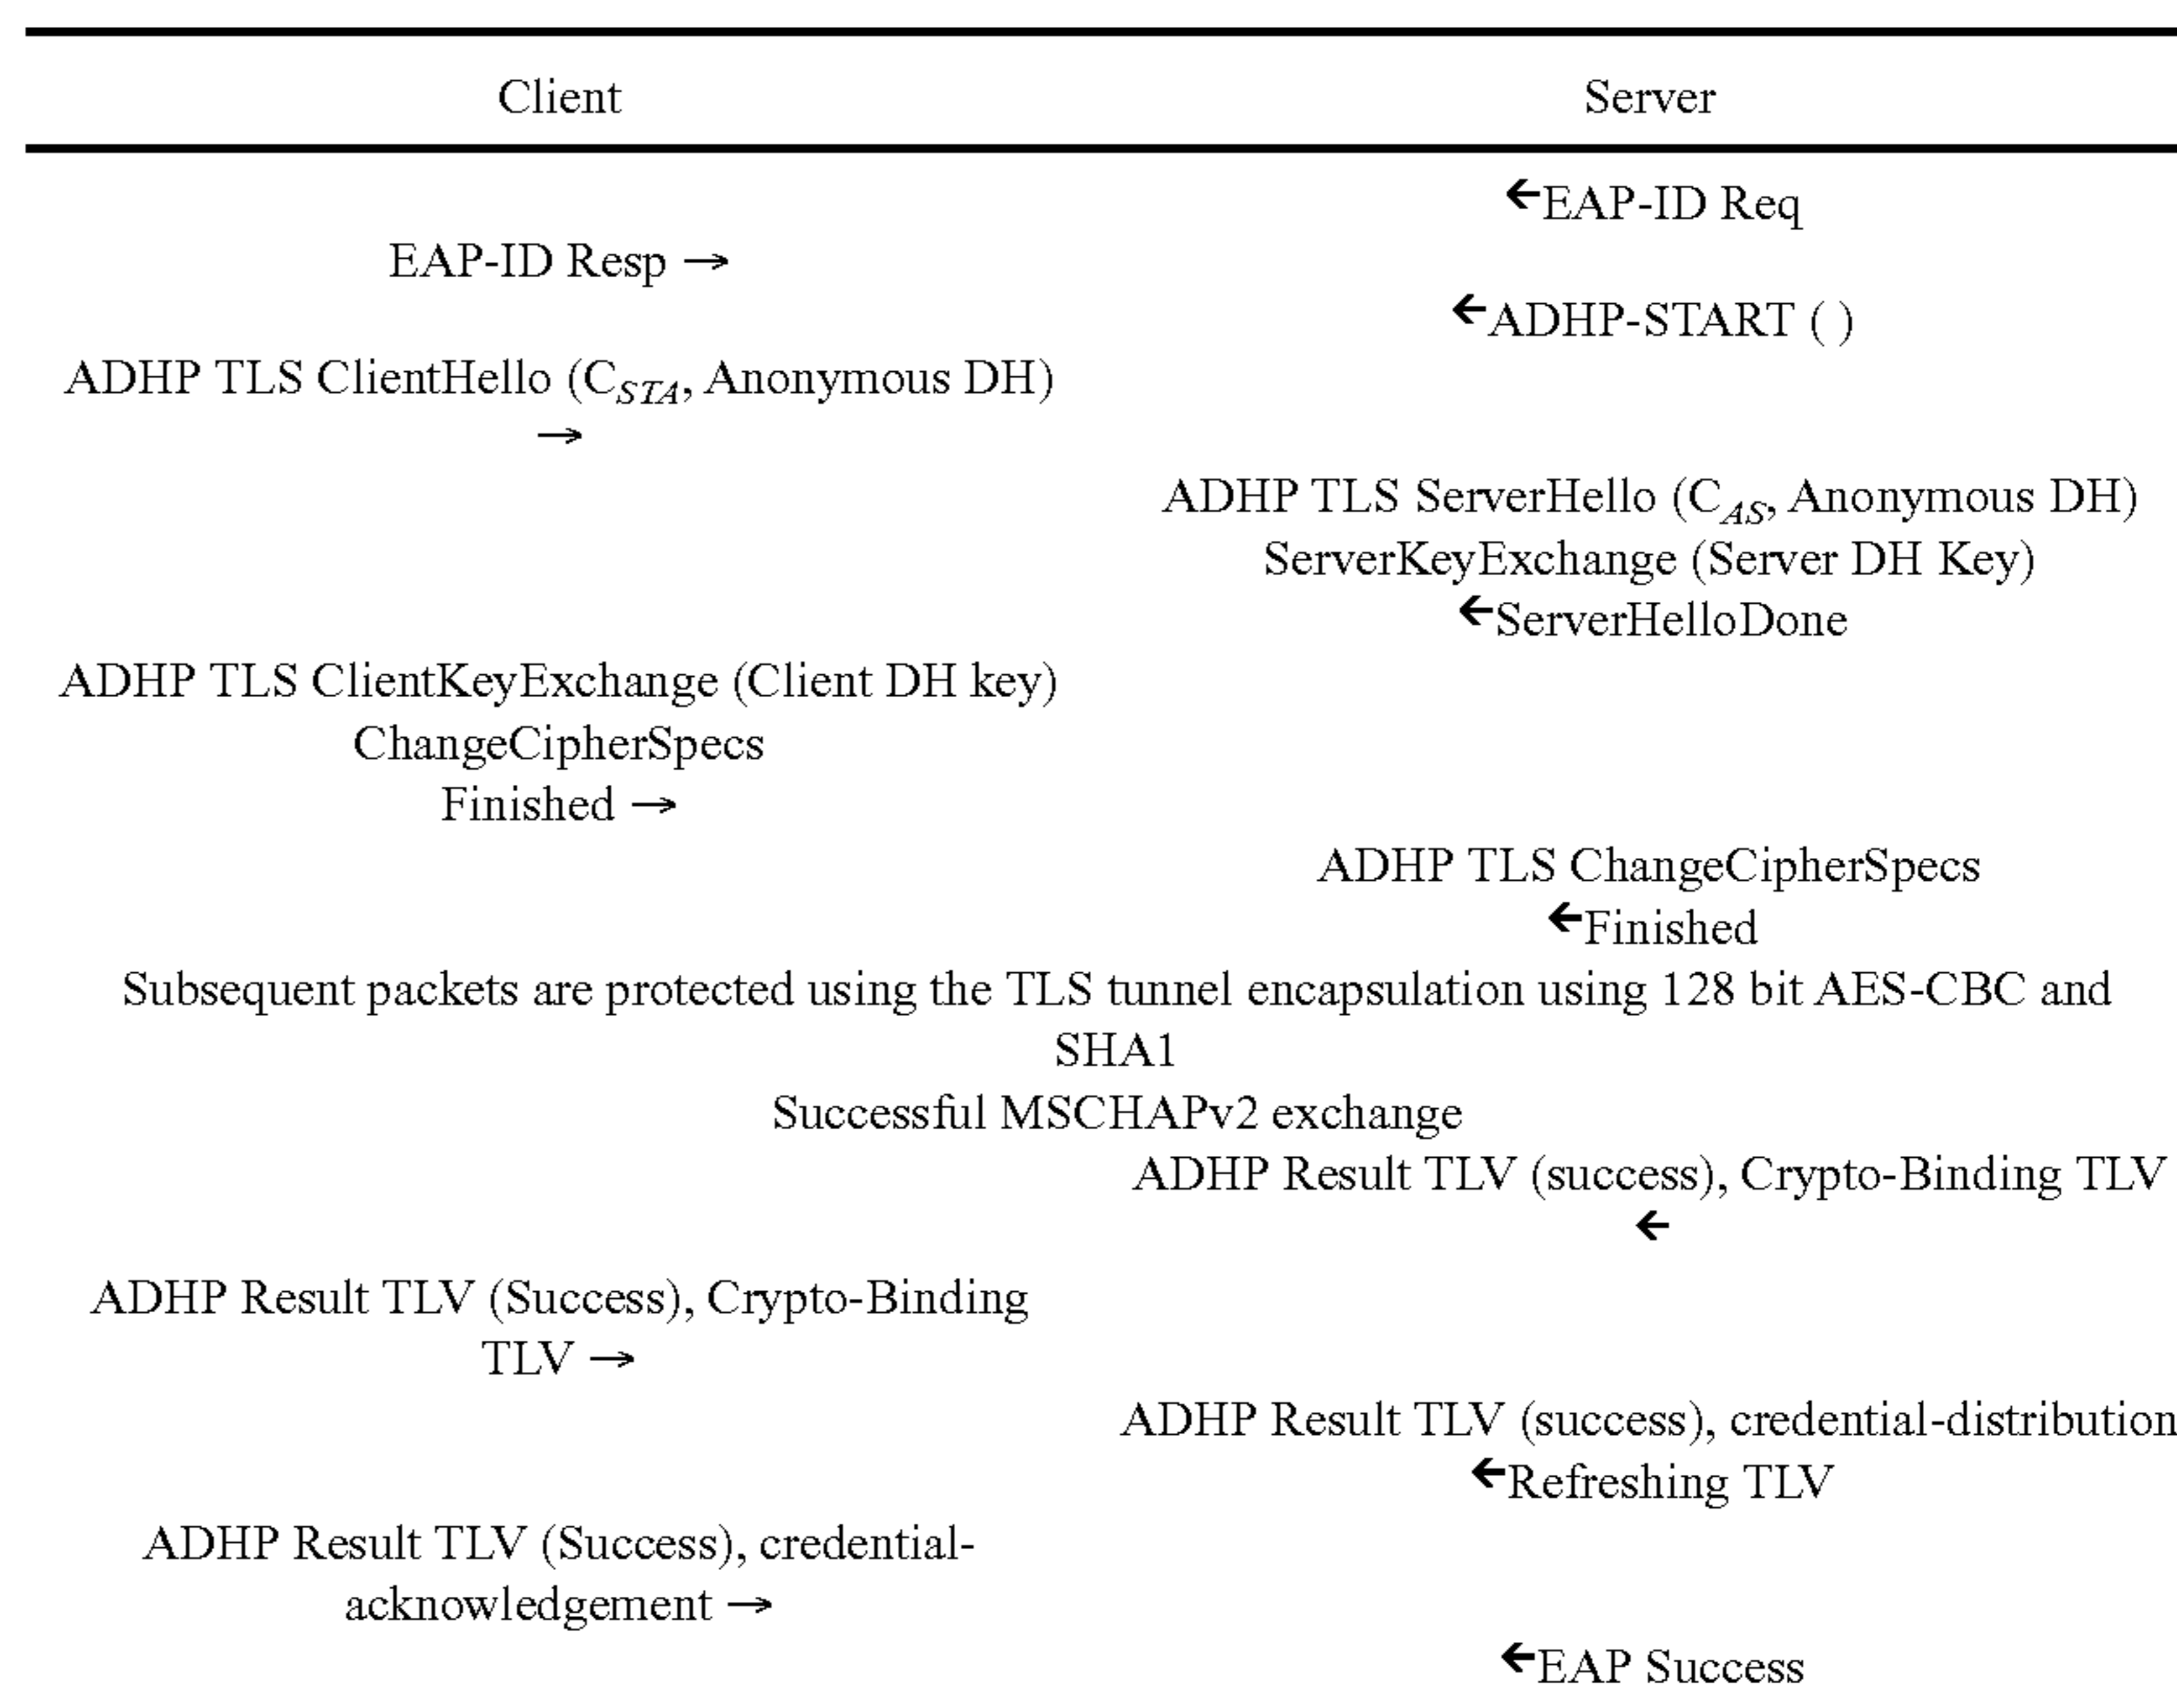 Client Server
←EAP-ID Req
EAP-ID Resp →
←ADHP-START ( )
ADHP TLS ClientHello (C_STA, Anonymous DH)
→
ADHP TLS ServerHello (C_AS, Anonymous DH)
ServerKeyExchange (Server DH Key)
←ServerHelloDone
ADHP TLS ClientKeyExchange (Client DH key)
ChangeCipherSpecs
Finished →
ADHP TLS ChangeCipherSpecs
←Finished
Subsequent packets are protected using the TLS tunnel encapsulation using 128 bit AES-CBC and
SHA1
Successful MSCHAPv2 exchange
ADHP Result TLV (success), Crypto-Binding TLV
←
ADHP Result TLV (Success), Crypto-Binding
TLV →
ADHP Result TLV (success), credential-distribution
←Refreshing TLV
ADHP Result TLV (Success), credential-
acknowledgement →
←EAP Success